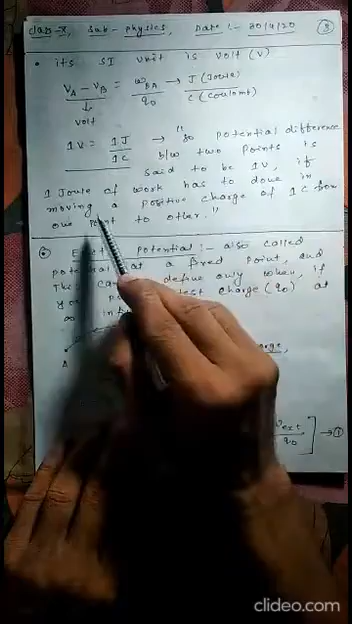 class-X, Sub- physics, Date :- 20/4/20 3
• its SI unit is volt (V)
VA - VB = WBA / q0 → J (Joule) / C (Coulomb)
volt
1V = 1J / 1C → "So potential difference
b/w two points is
said to be 1V, if
1 Joule of work has to done in
moving a positive charge of 1C from
one point to other."
Potential :- also called
potential at a fixed point, and
define only when, if
test charge (q0) at
A
charge,
Wext / q0 ] → 1
clideo.com